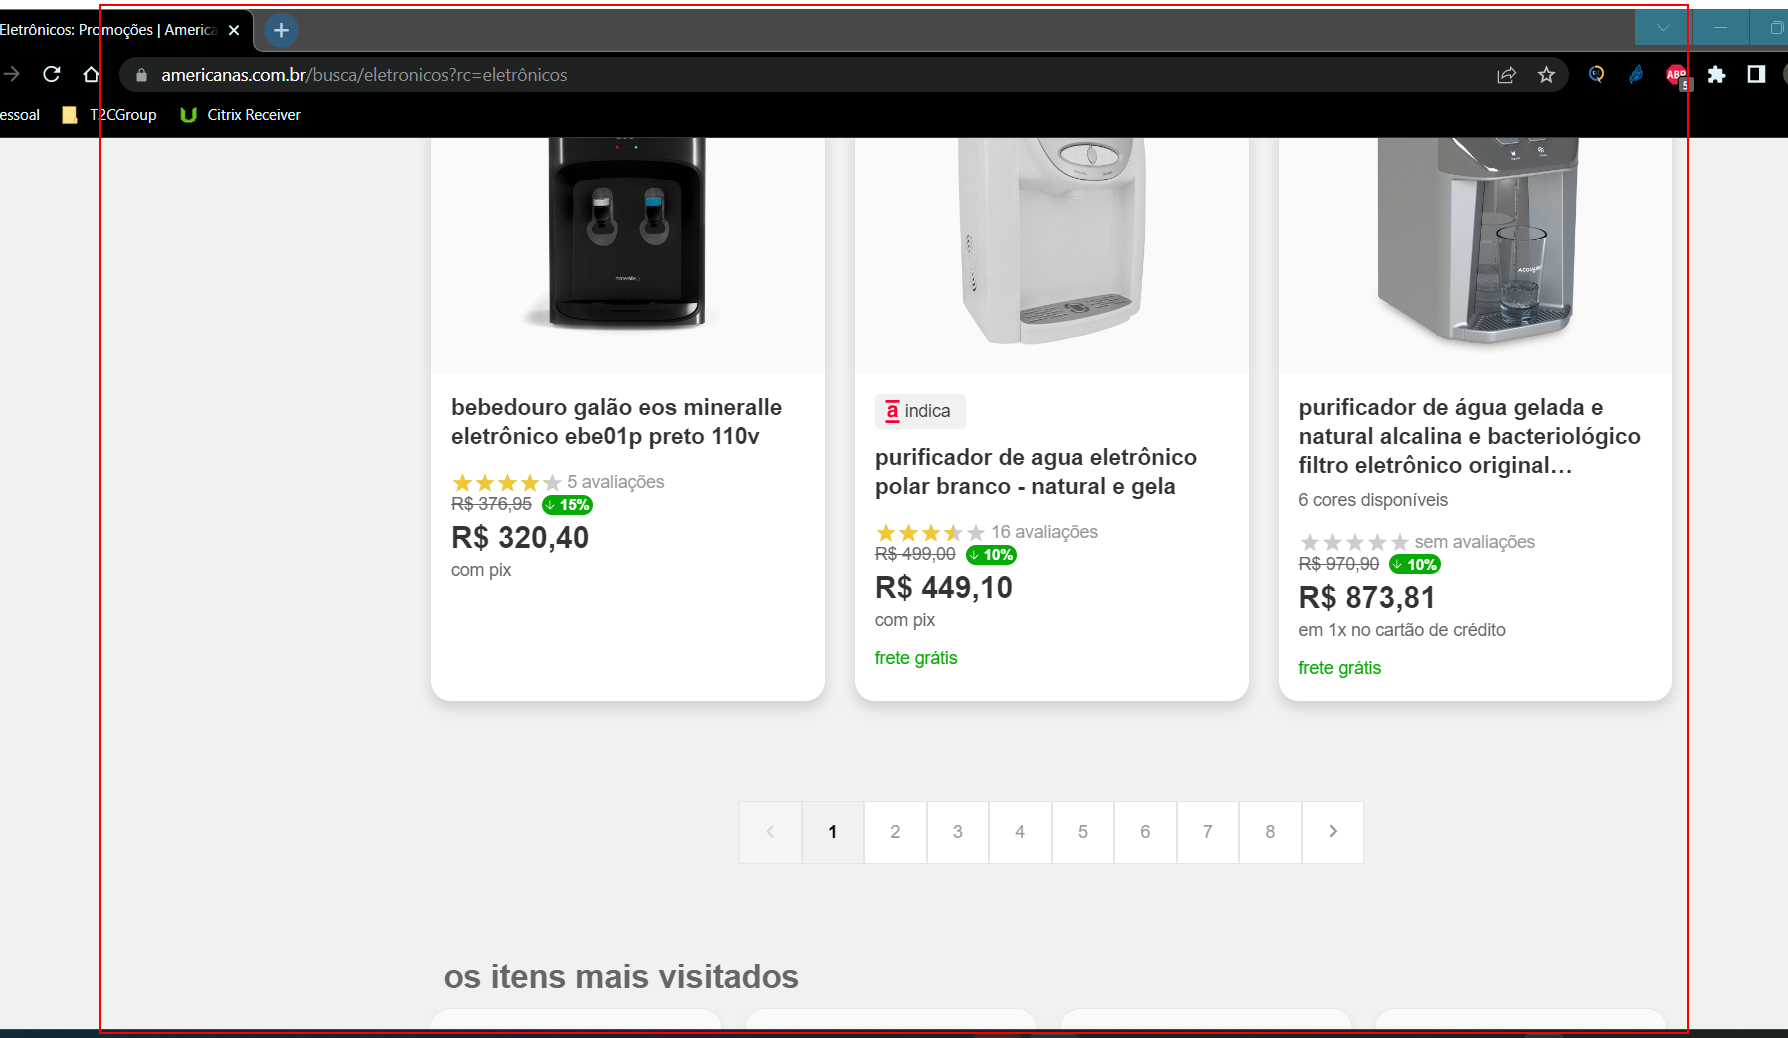 Eletrônicos: Promoções | America
americanas.com.br/busca/eletronicos?rc=eletrônicos
ABP
5
essoal
T2CGroup
Citrix Receiver
mineralle
bebedouro galão eos mineralle
eletrônico ebe01p preto 110v
5 avaliações
R$ 376,95 15%
R$ 320,40
com pix
a indica
purificador de agua eletrônico
polar branco - natural e gela
16 avaliações
R$ 499,00 10%
R$ 449,10
com pix
frete grátis
purificador de água gelada e
natural alcalina e bacteriológico
filtro eletrônico original...
6 cores disponíveis
sem avaliações
R$ 970,90 10%
R$ 873,81
em 1x no cartão de crédito
frete grátis
1 2 3 4 5 6 7 8
os itens mais visitados